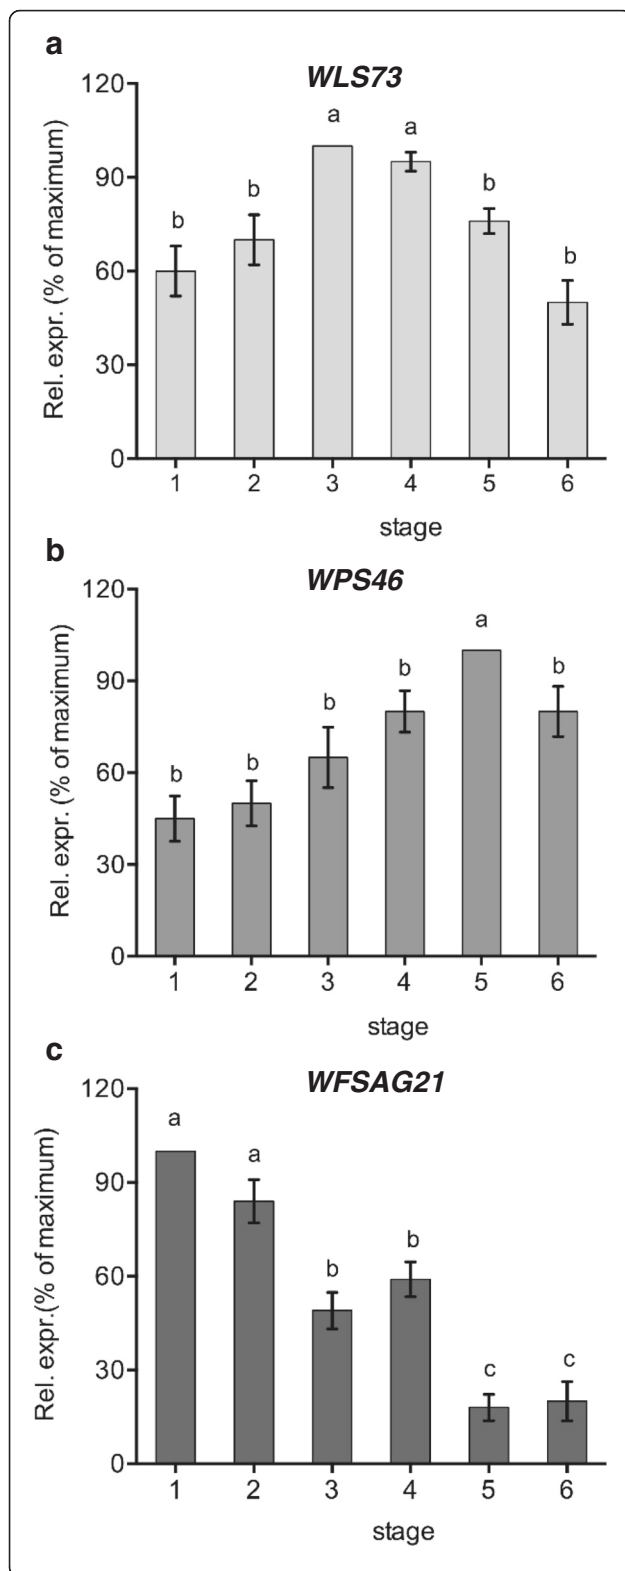 a
WLS73
Rel. expr. (% of maximum)
120
90
60
30
0
b b a a b b
1 2 3 4 5 6
stage
b
WPS46
Rel. expr. (% of maximum)
120
90
60
30
0
b b b b a b
1 2 3 4 5 6
stage
c
WFSAG21
Rel. expr.(% of maximum)
120
90
60
30
0
a a b b c c
1 2 3 4 5 6
stage